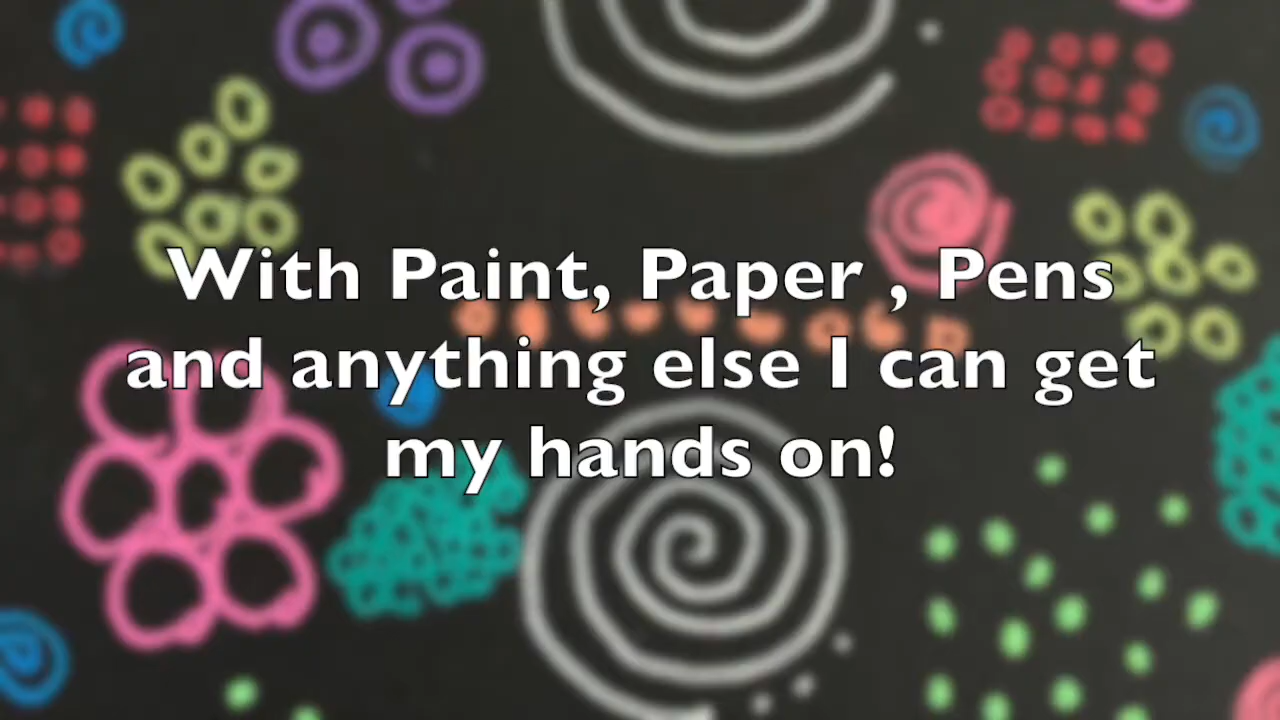 With Paint, Paper , Pens
and anything else I can get
my hands on!